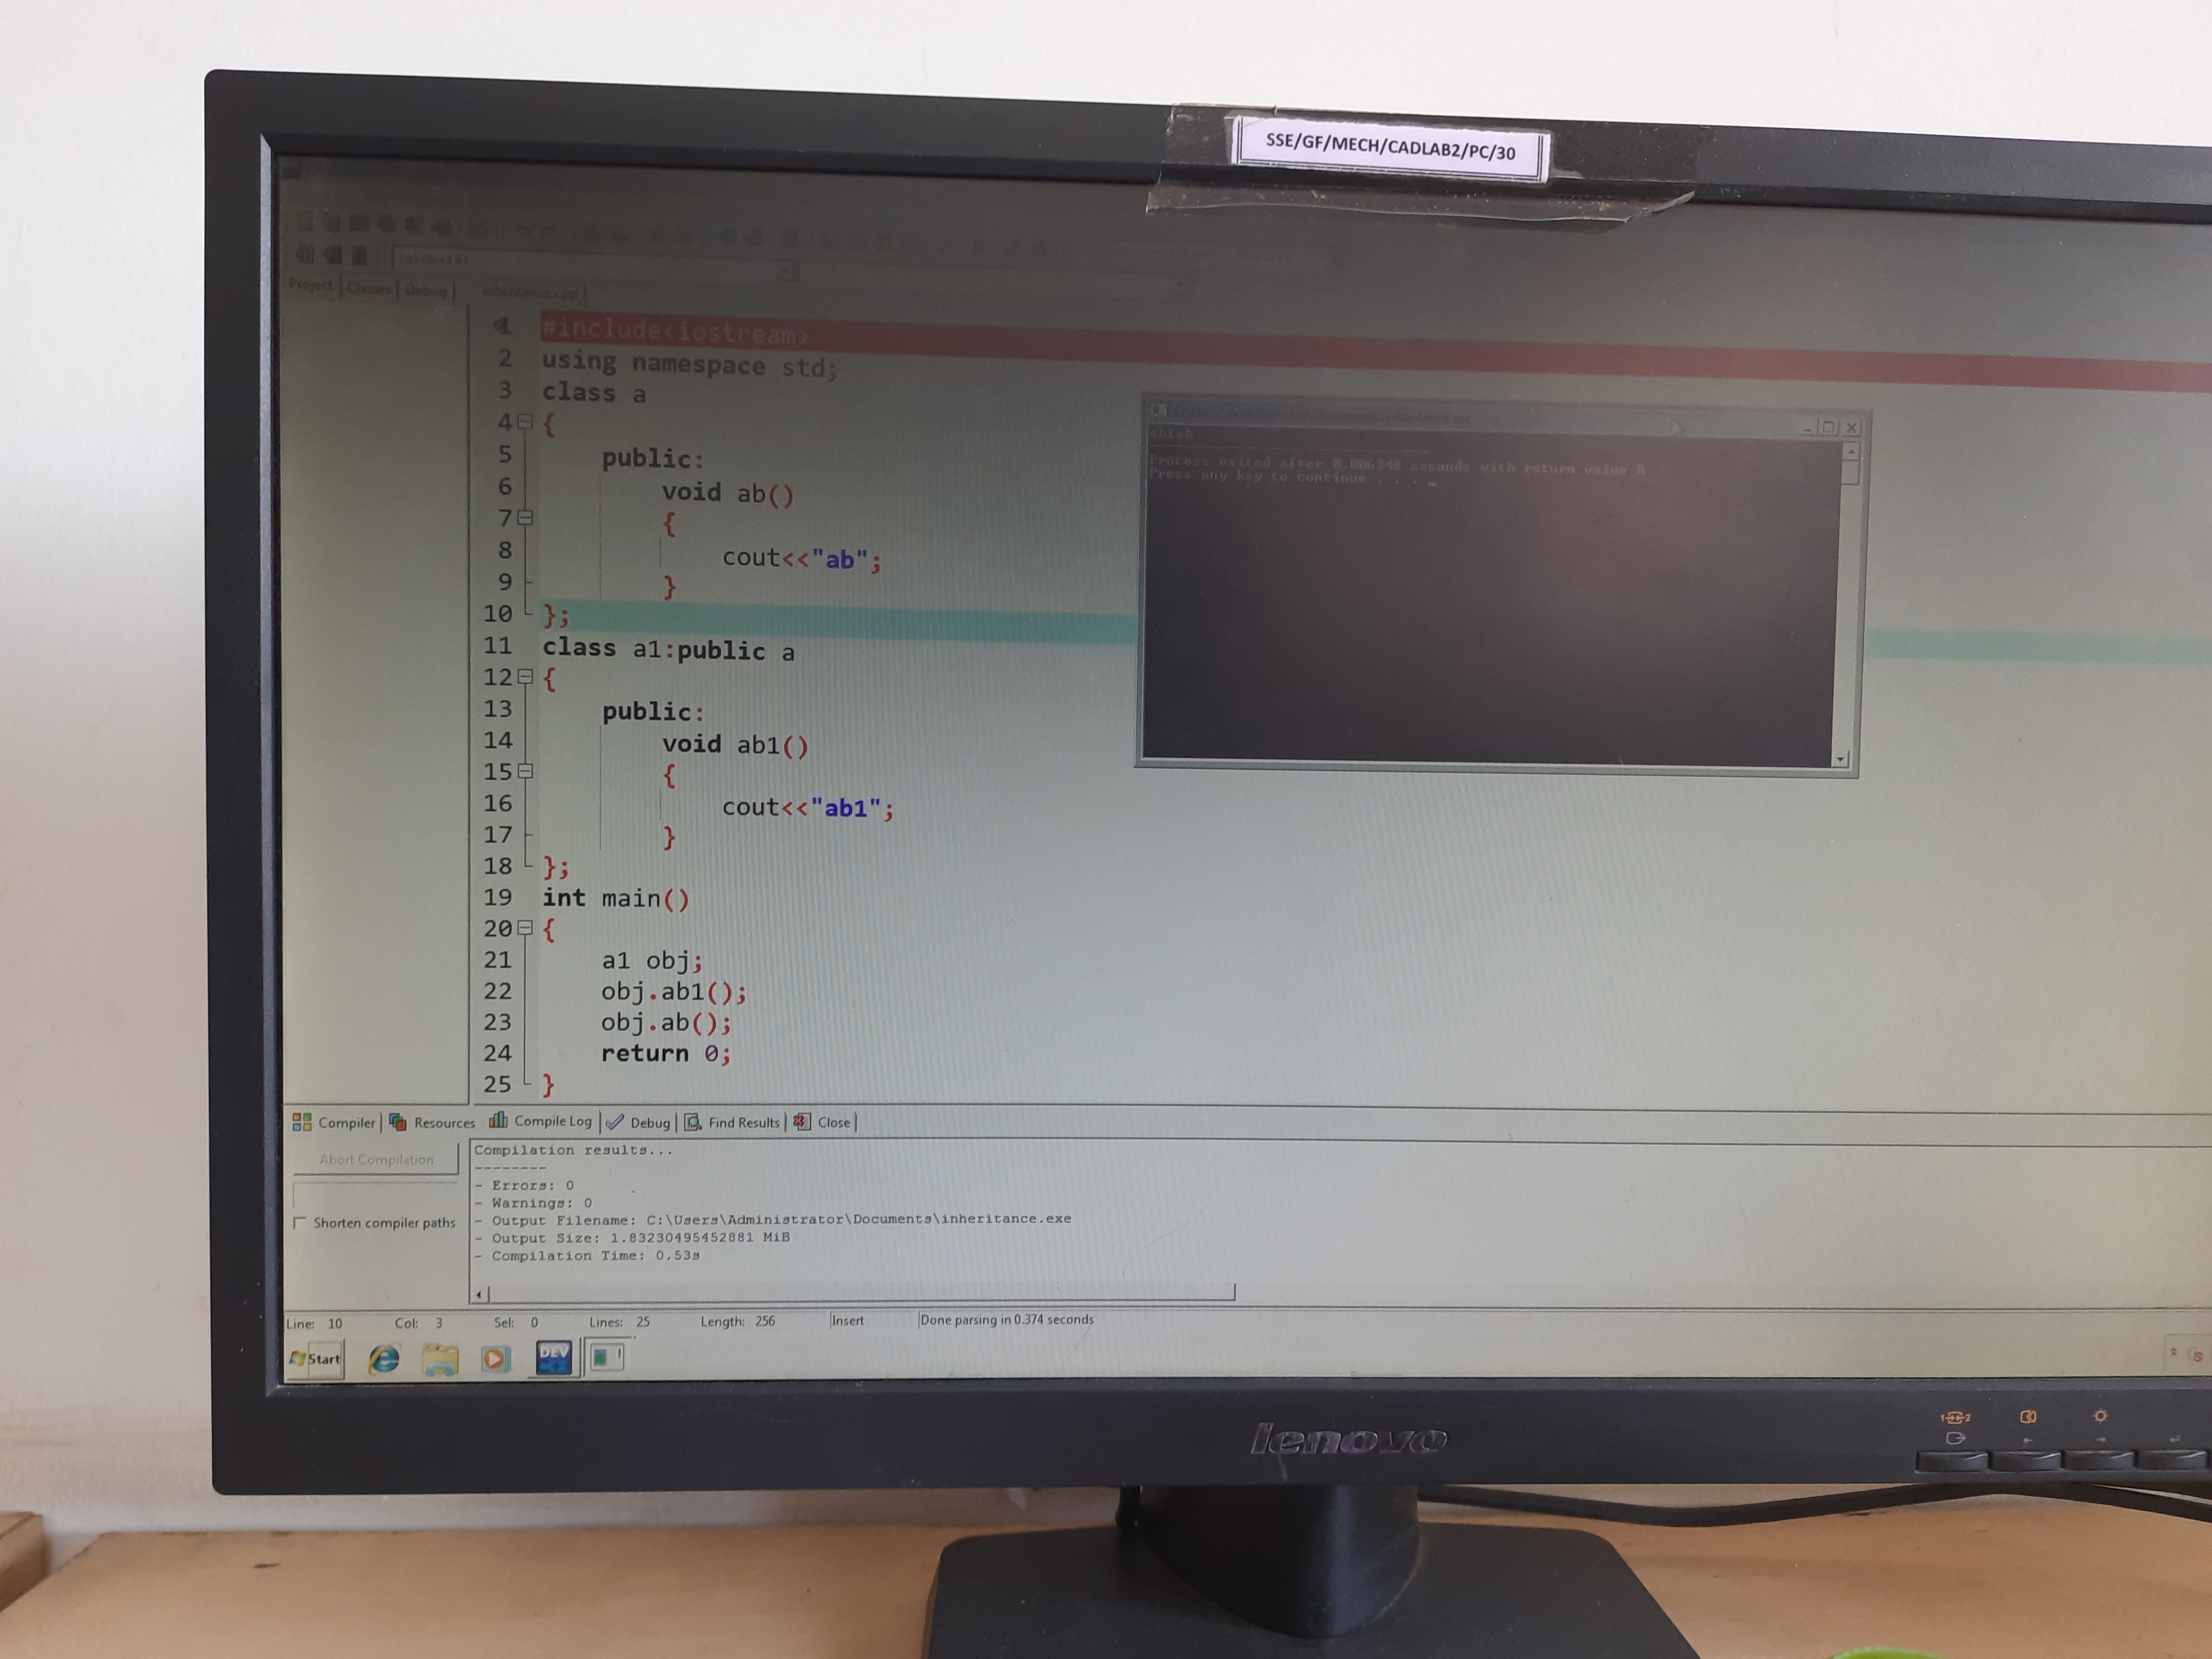 SSE/GF/MECH/CADLAB2/PC/30
(globals)
Project Classes Debug inheritance.cpp
1 #include<iostream>
2 using namespace std;
3 class a
4 {
5 public:
6 void ab()
7 {
8 cout<<"ab";
9 }
10 };
11 class a1:public a
12 {
13 public:
14 void ab1()
15 {
16 cout<<"ab1";
17 }
18 };
19 int main()
20 {
21 a1 obj;
22 obj.ab1();
23 obj.ab();
24 return 0;
25 }
ab1ab
Process exited after 0.006348 seconds with return value 0
Press any key to continue . . . _
Compiler Resources Compile Log Debug Find Results Close
Abort Compilation
Shorten compiler paths
Compilation results...
--------
- Errors: 0
- Warnings: 0
- Output Filename: C:\Users\Administrator\Documents\inheritance.exe
- Output Size: 1.83230495452881 MiB
- Compilation Time: 0.53s
Line: 10 Col: 3 Sel: 0 Lines: 25 Length: 256 Insert Done parsing in 0.374 seconds
Start DEV C++
lenovo